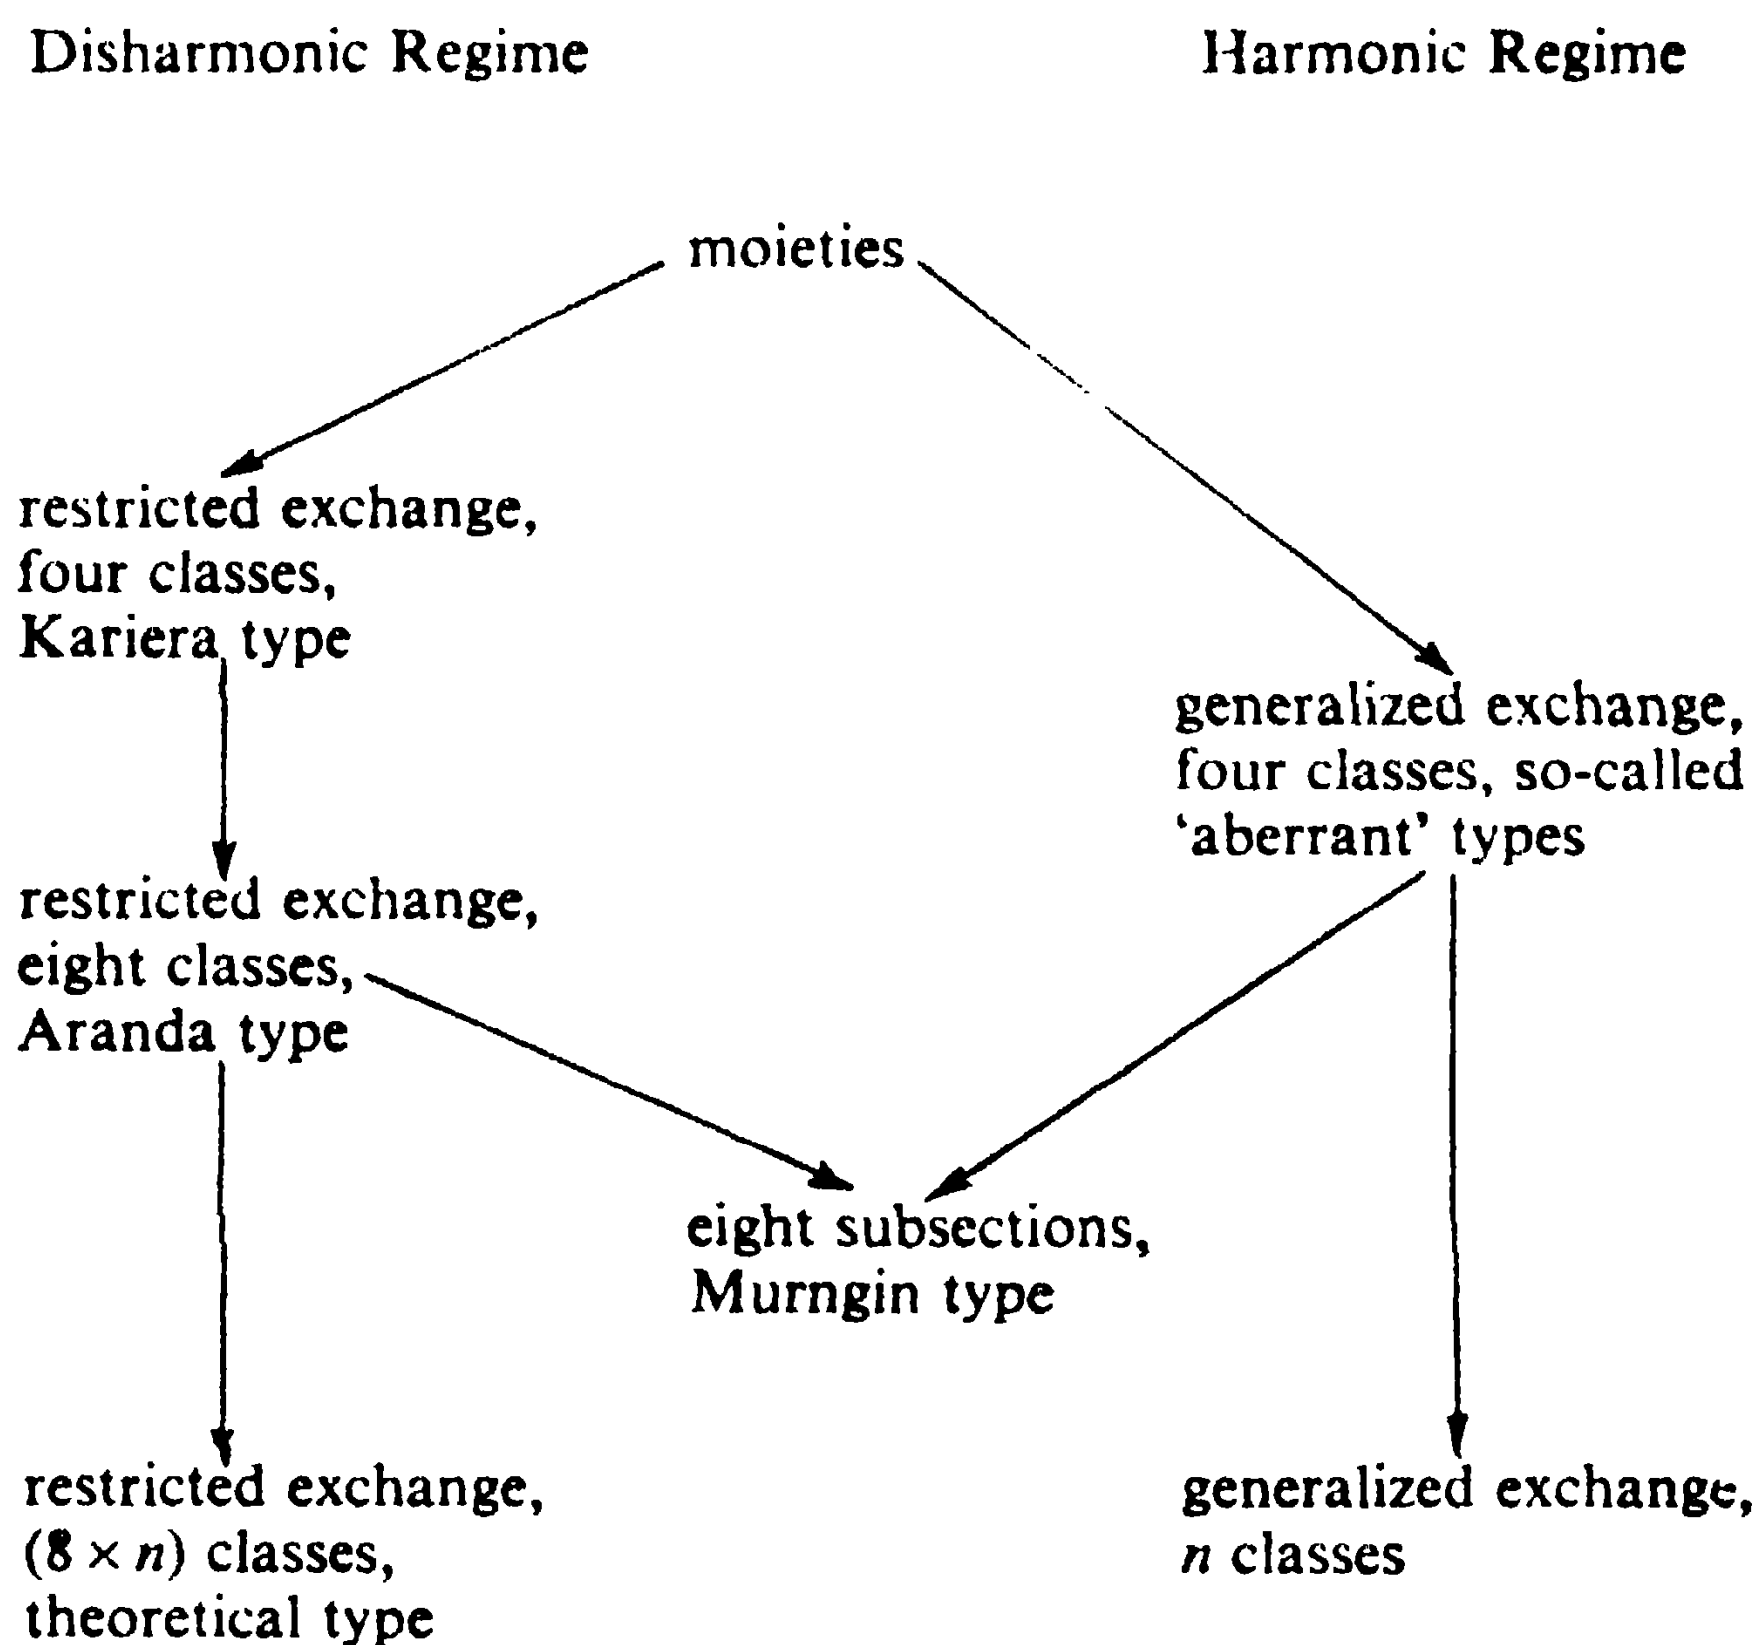 Disharmonic Regime
Harmonic Regime
moieties
restricted exchange,
four classes,
Kariera type
generalized exchange,
four classes, so-called
‘aberrant’ types
restricted exchange,
eight classes,
Aranda type
eight subsections,
Murngin type
restricted exchange,
(8 × n) classes,
theoretical type
generalized exchange,
n classes